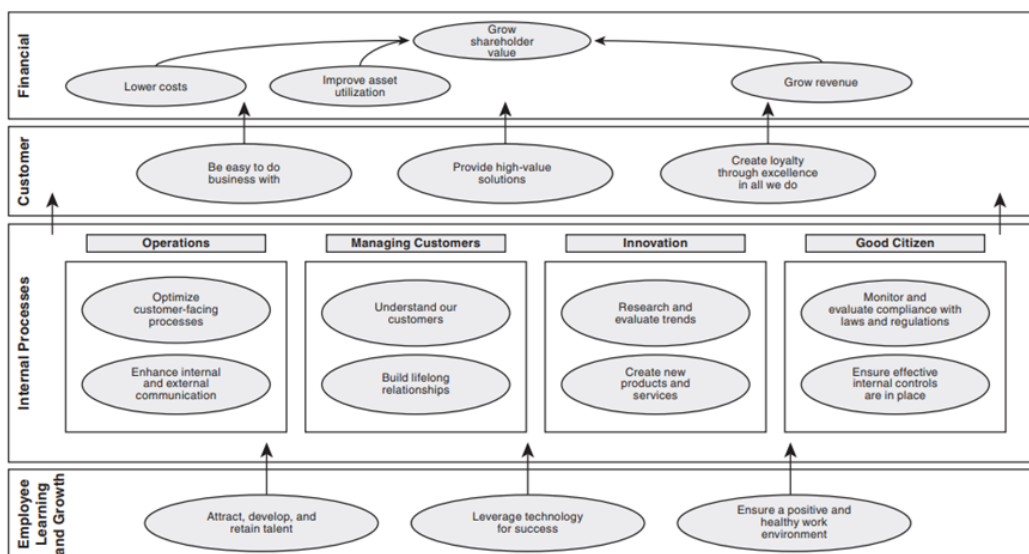 Financial
Grow
shareholder
value
Lower costs
Improve asset
utilization
Grow revenue
Customer
Be easy to do
business with
Provide high-value
solutions
Create loyalty
through excellence
in all we do
Internal Processes
Operations
Managing Customers
Innovation
Good Citizen
Optimize
customer-facing
processes
Understand our
customers
Research and
evaluate trends
Monitor and
evaluate compliance with
laws and regulations
Enhance internal
and external
communication
Build lifelong
relationships
Create new
products and
services
Ensure effective
internal controls
are in place
Employee
Learning
and Growth
Attract, develop, and
retain talent
Leverage technology
for success
Ensure a positive and
healthy work
environment